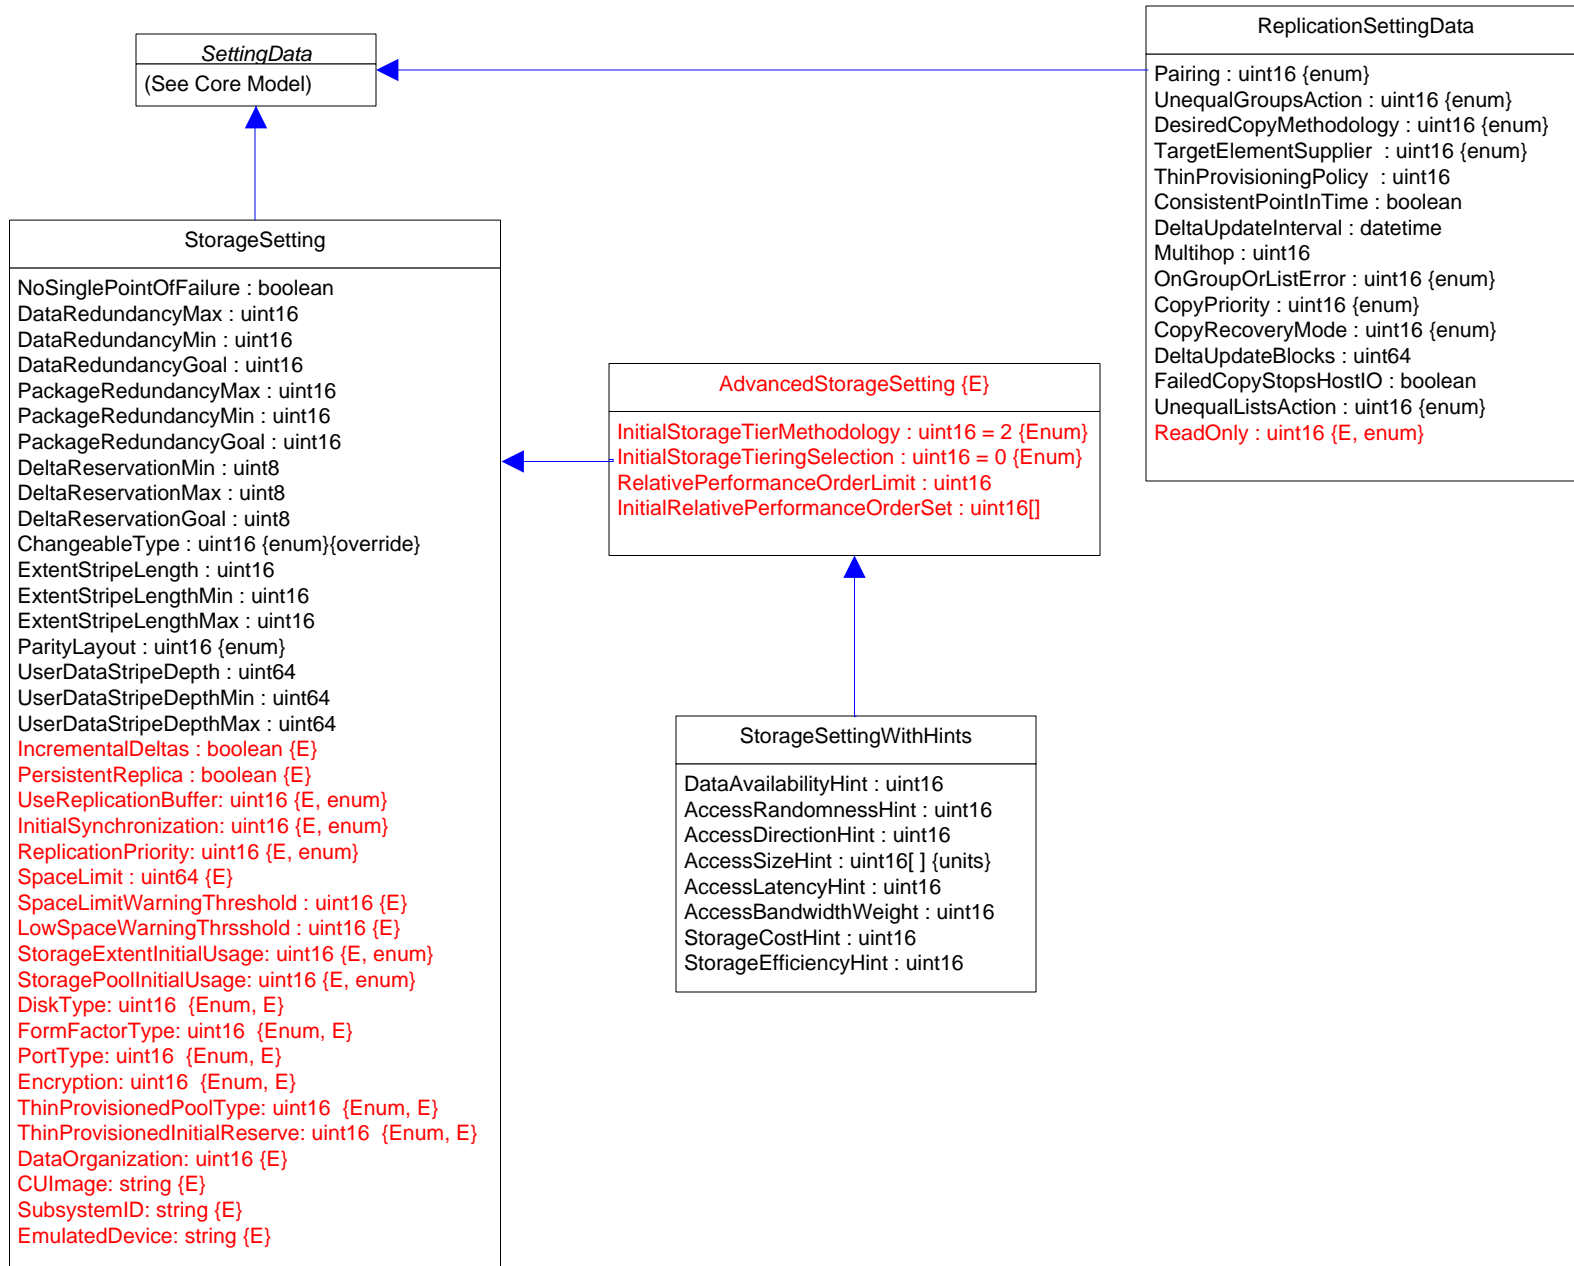 SettingData
(See Core Model)
ReplicationSettingData
Pairing : uint16 {enum}
UnequalGroupsAction : uint16 {enum}
DesiredCopyMethodology : uint16 {enum}
TargetElementSupplier : uint16 {enum}
ThinProvisioningPolicy : uint16
ConsistentPointInTime : boolean
DeltaUpdateInterval : datetime
Multihop : uint16
OnGroupOrListError : uint16 {enum}
CopyPriority : uint16 {enum}
CopyRecoveryMode : uint16 {enum}
DeltaUpdateBlocks : uint64
FailedCopyStopsHostIO : boolean
UnequalListsAction : uint16 {enum}
ReadOnly : uint16 {E, enum}
StorageSetting
NoSinglePointOfFailure : boolean
DataRedundancyMax : uint16
DataRedundancyMin : uint16
DataRedundancyGoal : uint16
PackageRedundancyMax : uint16
PackageRedundancyMin : uint16
PackageRedundancyGoal : uint16
DeltaReservationMin : uint8
DeltaReservationMax : uint8
DeltaReservationGoal : uint8
ChangeableType : uint16 {enum}{override}
ExtentStripeLength : uint16
ExtentStripeLengthMin : uint16
ExtentStripeLengthMax : uint16
ParityLayout : uint16 {enum}
UserDataStripeDepth : uint64
UserDataStripeDepthMin : uint64
UserDataStripeDepthMax : uint64
IncrementalDeltas : boolean {E}
PersistentReplica : boolean {E}
UseReplicationBuffer: uint16 {E, enum}
InitialSynchronization: uint16 {E, enum}
ReplicationPriority: uint16 {E, enum}
SpaceLimit : uint64 {E}
SpaceLimitWarningThreshold : uint16 {E}
LowSpaceWarningThrsshold : uint16 {E}
StorageExtentInitialUsage: uint16 {E, enum}
StoragePoolInitialUsage: uint16 {E, enum}
DiskType: uint16 {Enum, E}
FormFactorType: uint16 {Enum, E}
PortType: uint16 {Enum, E}
Encryption: uint16 {Enum, E}
ThinProvisionedPoolType: uint16 {Enum, E}
ThinProvisionedInitialReserve: uint16 {Enum, E}
DataOrganization: uint16 {E}
CUImage: string {E}
SubsystemID: string {E}
EmulatedDevice: string {E}
AdvancedStorageSetting {E}
InitialStorageTierMethodology : uint16 = 2 {Enum}
InitialStorageTieringSelection : uint16 = 0 {Enum}
RelativePerformanceOrderLimit : uint16
InitialRelativePerformanceOrderSet : uint16[]
StorageSettingWithHints
DataAvailabilityHint : uint16
AccessRandomnessHint : uint16
AccessDirectionHint : uint16
AccessSizeHint : uint16[ ] {units}
AccessLatencyHint : uint16
AccessBandwidthWeight : uint16
StorageCostHint : uint16
StorageEfficiencyHint : uint16